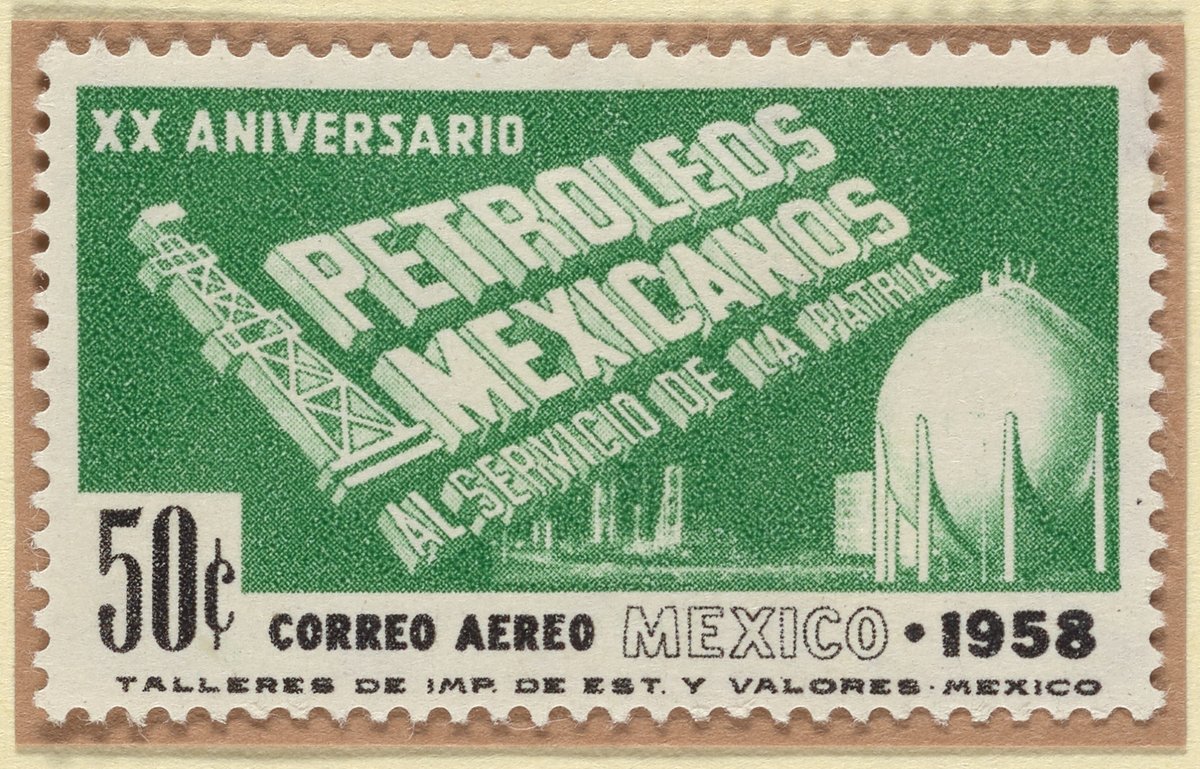 XX ANIVERSARIO
PETROLEOS
MEXICANOS
AL SERVICIO DE LA PATRIA
50¢
CORREO AEREO MEXICO • 1958
TALLERES DE IMP. DE EST. Y VALORES · MEXICO